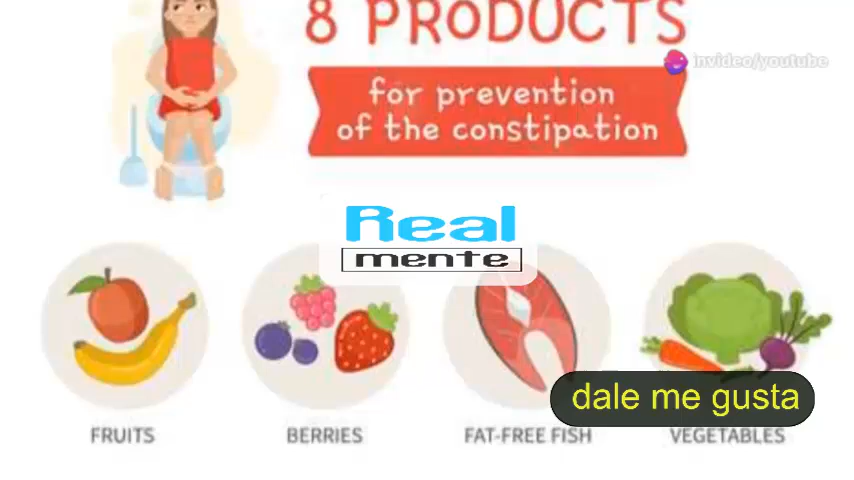 8 PRODUCTS
invideo/youtube
for prevention
of the constipation
Real
mente
dale me gusta
FRUITS
BERRIES
FAT-FREE FISH
VEGETABLES